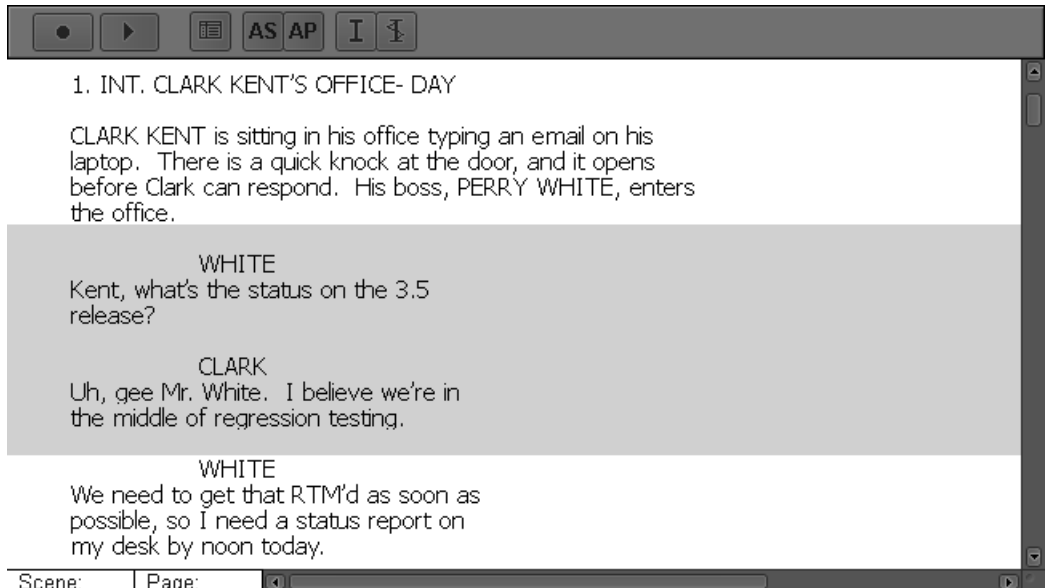 AS AP
1. INT. CLARK KENT'S OFFICE- DAY
CLARK KENT is sitting in his office typing an email on his
laptop.  There is a quick knock at the door, and it opens
before Clark can respond.  His boss, PERRY WHITE, enters
the office.
WHITE
Kent, what's the status on the 3.5
release?
CLARK
Uh, gee Mr. White.  I believe we're in
the middle of regression testing.
WHITE
We need to get that RTM'd as soon as
possible, so I need a status report on
my desk by noon today.
Scene: Page: